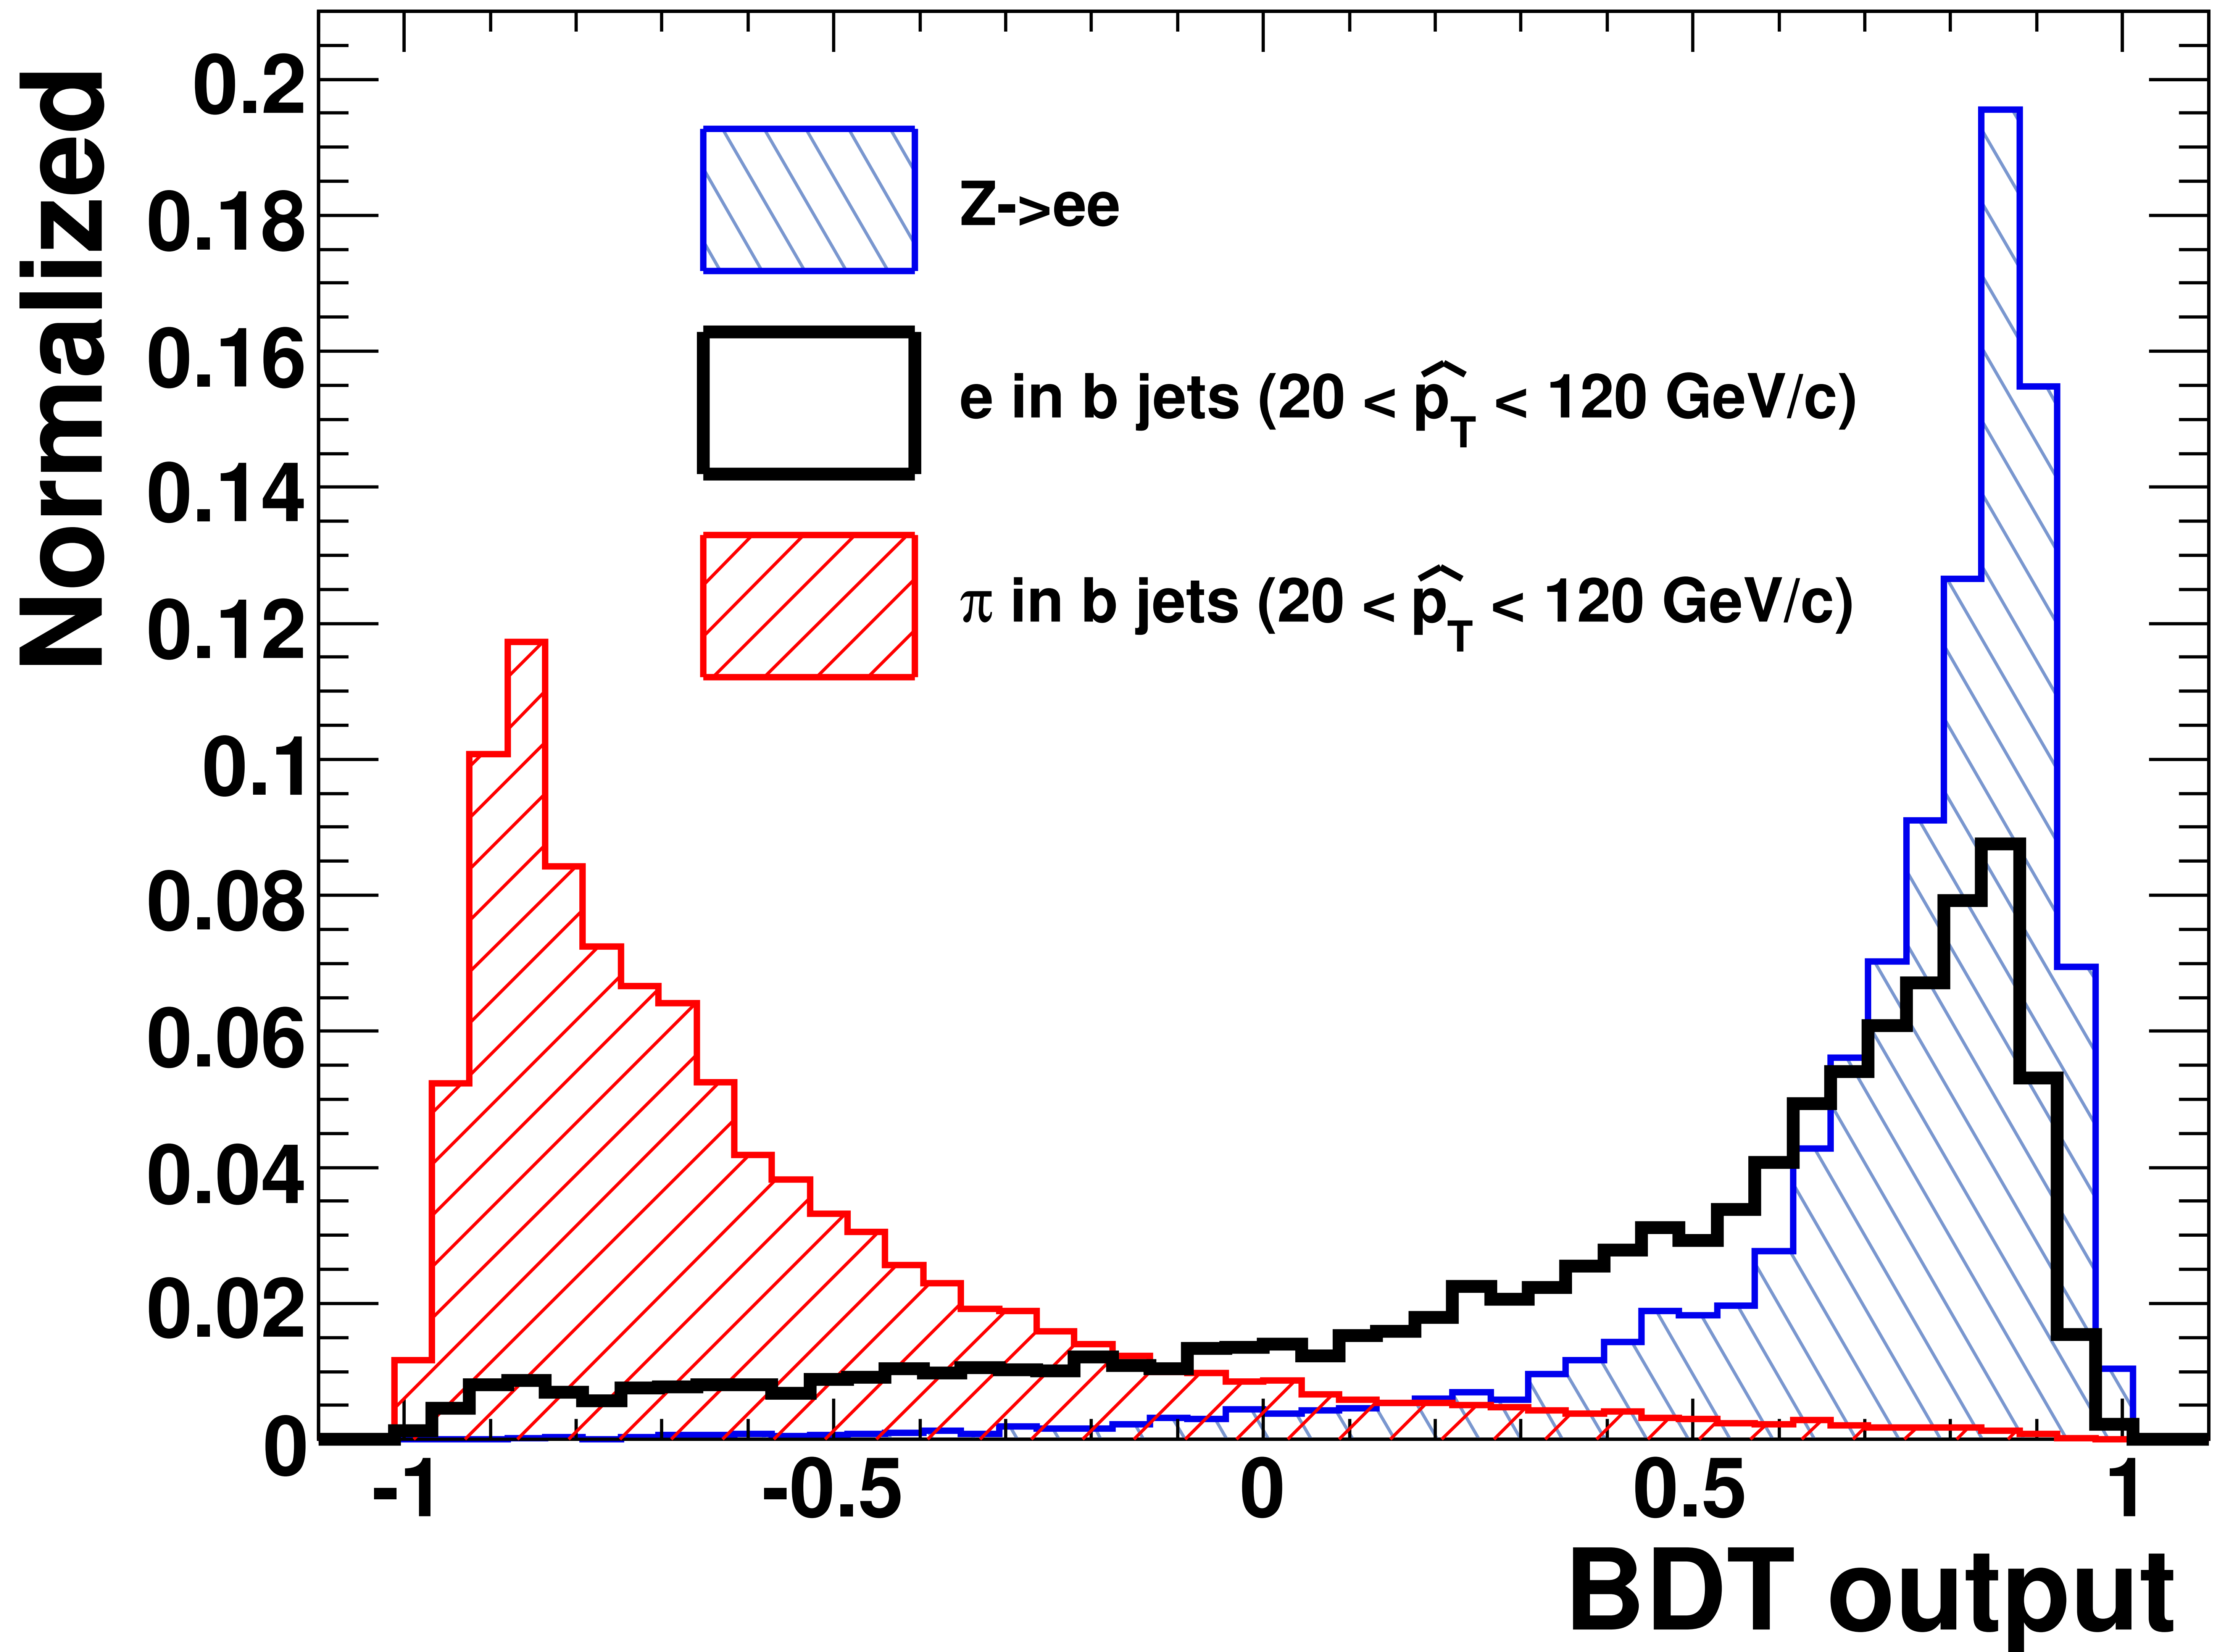 Normalized
0.2
0.18
0.16
0.14
0.12
0.1
0.08
0.06
0.04
0.02
0
Z->ee
e in b jets (20 < p̂_T < 120 GeV/c)
π in b jets (20 < p̂_T < 120 GeV/c)
-1 -0.5 0 0.5 1
BDT output